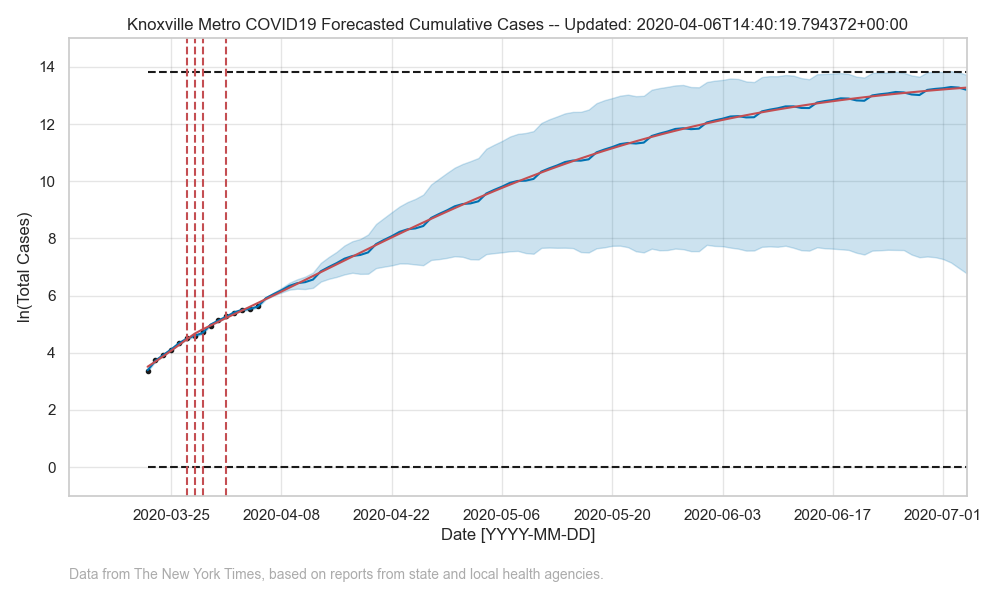 Knoxville Metro COVID19 Forecasted Cumulative Cases -- Updated: 2020-04-06T14:40:19.794372+00:00
14
12
10
8
6
4
2
0
ln(Total Cases)
2020-03-25 2020-04-08 2020-04-22 2020-05-06 2020-05-20 2020-06-03 2020-06-17 2020-07-01
Date [YYYY-MM-DD]
Data from The New York Times, based on reports from state and local health agencies.